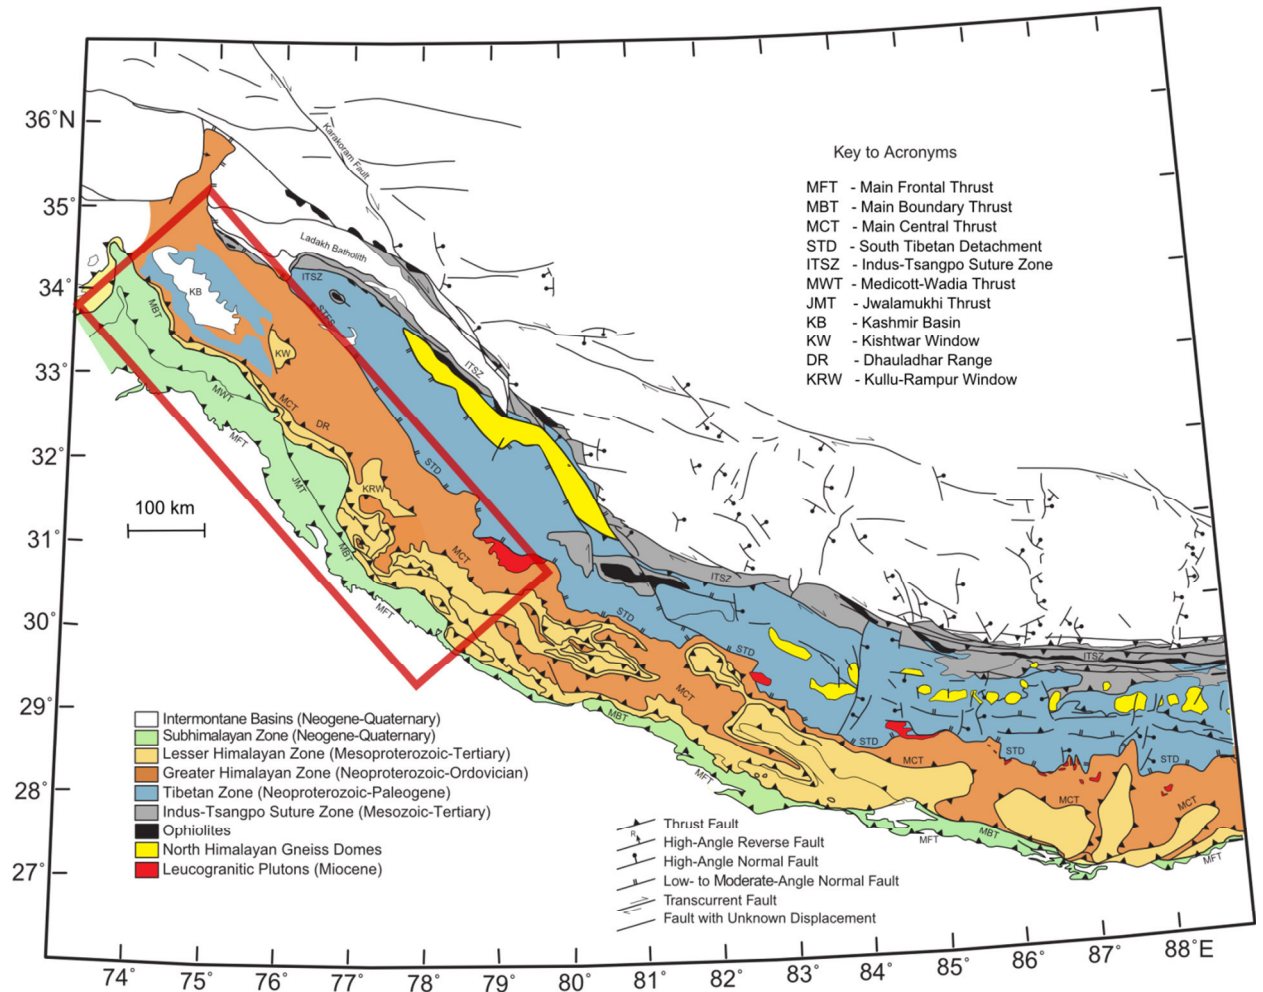 36°N
35°
34°
33°
32°
31°
30°
29°
28°
27°
74°
75°
76°
77°
78°
79°
80°
81°
82°
83°
84°
85°
86°
87°
88°E
Karakoram Fault
Ladakh Batholith
ITSZ
KB
MBT
KW
ITSZ
MWT
MCT
DR
MFT
STD
KRW
JMT
MBT
MCT
MFT
ITSZ
STD
STD
MCT
ITSZ
MBT
STD
MCT
STD
STD
MFT
MCT
MCT
MBT
MFT
MFT
100 km
Key to Acronyms
MFT - Main Frontal Thrust
MBT - Main Boundary Thrust
MCT - Main Central Thrust
STD - South Tibetan Detachment
ITSZ - Indus-Tsangpo Suture Zone
MWT - Medicott-Wadia Thrust
JMT - Jwalamukhi Thrust
KB - Kashmir Basin
KW - Kishtwar Window
DR - Dhauladhar Range
KRW - Kullu-Rampur Window
Intermontane Basins (Neogene-Quaternary)
Subhimalayan Zone (Neogene-Quaternary)
Lesser Himalayan Zone (Mesoproterozoic-Tertiary)
Greater Himalayan Zone (Neoproterozoic-Ordovician)
Tibetan Zone (Neoproterozoic-Paleogene)
Indus-Tsangpo Suture Zone (Mesozoic-Tertiary)
Ophiolites
North Himalayan Gneiss Domes
Leucogranitic Plutons (Miocene)
Thrust Fault
R
High-Angle Reverse Fault
High-Angle Normal Fault
Low- to Moderate-Angle Normal Fault
Transcurrent Fault
Fault with Unknown Displacement